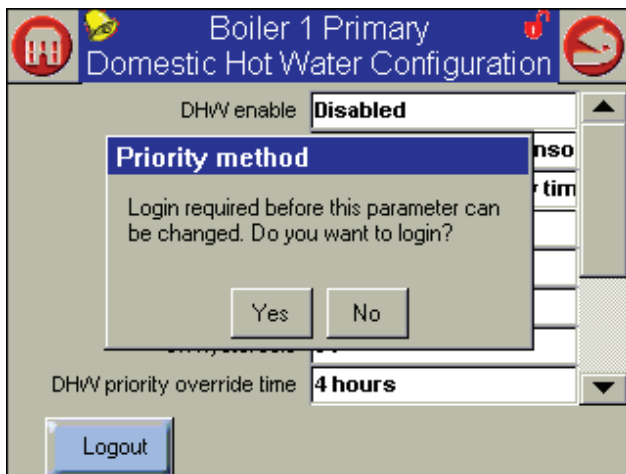 Boiler 1 Primary
Domestic Hot Water Configuration
DHW enable Disabled
Priority method
Login required before this parameter can
be changed. Do you want to login?
Yes No
DHW priority override time 4 hours
Logout